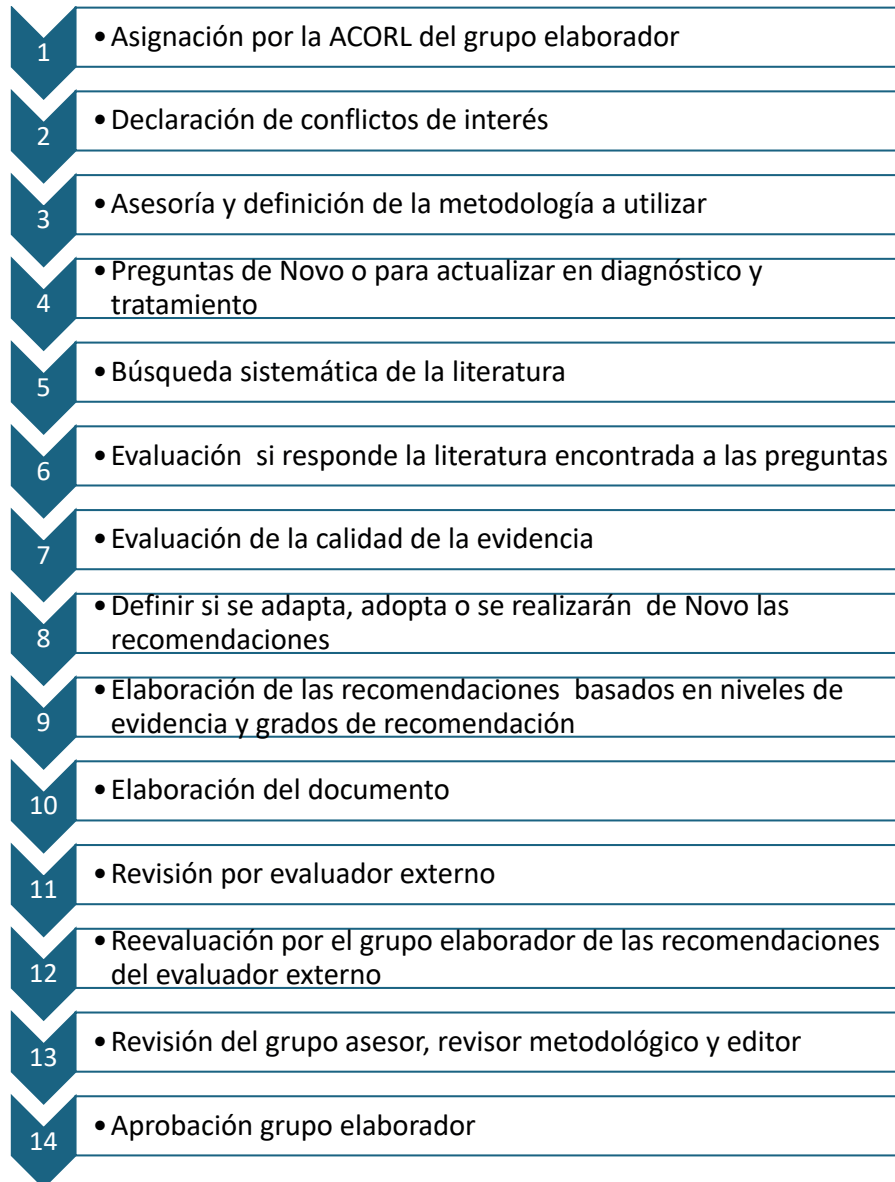 1
• Asignación por la ACORL del grupo elaborador
2
• Declaración de conflictos de interés
3
• Asesoría y definición de la metodología a utilizar
4
• Preguntas de Novo o para actualizar en diagnóstico y
tratamiento
5
• Búsqueda sistemática de la literatura
6
• Evaluación  si responde la literatura encontrada a las preguntas
7
• Evaluación de la calidad de la evidencia
8
• Definir si se adapta, adopta o se realizarán  de Novo las
recomendaciones
9
• Elaboración de las recomendaciones  basados en niveles de
evidencia y grados de recomendación
10
• Elaboración del documento
11
• Revisión por evaluador externo
12
• Reevaluación por el grupo elaborador de las recomendaciones
del evaluador externo
13
• Revisión del grupo asesor, revisor metodológico y editor
14
• Aprobación grupo elaborador